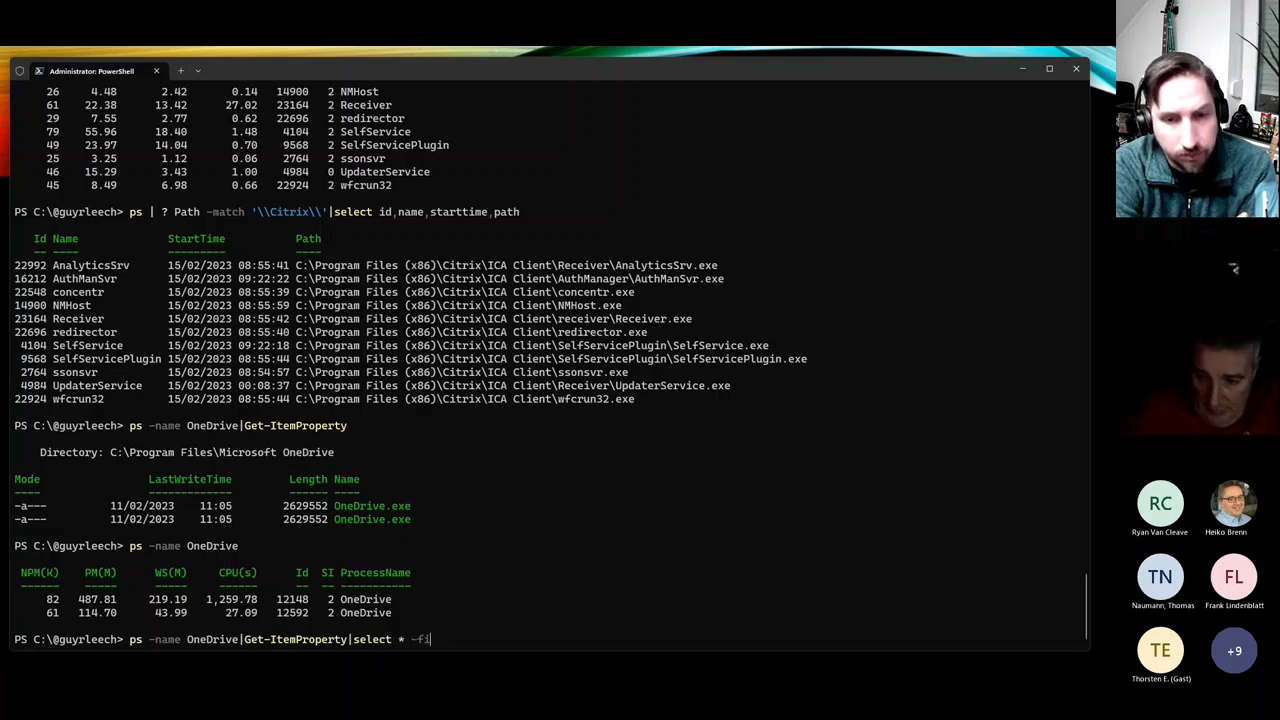 Administrator: PowerShell
26 4.48 2.42 0.14 14900 2 NMHost
61 22.38 13.42 27.02 23164 2 Receiver
29 7.55 2.77 0.62 22696 2 redirector
79 55.96 18.40 1.48 4104 2 SelfService
49 23.97 14.04 0.70 9568 2 SelfServicePlugin
25 3.25 1.12 0.06 2764 2 ssonsvr
46 15.29 3.43 1.00 4984 0 UpdaterService
45 8.49 6.98 0.66 22924 2 wfcrun32
PS C:\@guyrleech> ps | ? Path -match '\\Citrix\\'|select id,name,starttime,path
Id Name StartTime Path
-- ---- --------- ----
22992 AnalyticsSrv 15/02/2023 08:55:41 C:\Program Files (x86)\Citrix\ICA Client\Receiver\AnalyticsSrv.exe
16212 AuthManSvr 15/02/2023 09:22:22 C:\Program Files (x86)\Citrix\ICA Client\AuthManager\AuthManSvr.exe
22548 concentr 15/02/2023 08:55:39 C:\Program Files (x86)\Citrix\ICA Client\concentr.exe
14900 NMHost 15/02/2023 08:55:59 C:\Program Files (x86)\Citrix\ICA Client\NMHost.exe
23164 Receiver 15/02/2023 08:55:42 C:\Program Files (x86)\Citrix\ICA Client\receiver\Receiver.exe
22696 redirector 15/02/2023 08:55:40 C:\Program Files (x86)\Citrix\ICA Client\redirector.exe
4104 SelfService 15/02/2023 09:22:18 C:\Program Files (x86)\Citrix\ICA Client\SelfServicePlugin\SelfService.exe
9568 SelfServicePlugin 15/02/2023 08:55:44 C:\Program Files (x86)\Citrix\ICA Client\SelfServicePlugin\SelfServicePlugin.exe
2764 ssonsvr 15/02/2023 08:54:57 C:\Program Files (x86)\Citrix\ICA Client\ssonsvr.exe
4984 UpdaterService 15/02/2023 00:08:37 C:\Program Files (x86)\Citrix\ICA Client\Receiver\UpdaterService.exe
22924 wfcrun32 15/02/2023 08:55:44 C:\Program Files (x86)\Citrix\ICA Client\wfcrun32.exe
PS C:\@guyrleech> ps -name OneDrive|Get-ItemProperty
Directory: C:\Program Files\Microsoft OneDrive
Mode LastWriteTime Length Name
---- ------------- ------ ----
-a--- 11/02/2023 11:05 2629552 OneDrive.exe
-a--- 11/02/2023 11:05 2629552 OneDrive.exe
PS C:\@guyrleech> ps -name OneDrive
NPM(K) PM(M) WS(M) CPU(s) Id SI ProcessName
------ ----- ----- ------ -- -- -----------
82 487.81 219.19 1,259.78 12148 2 OneDrive
61 114.70 43.99 27.09 12592 2 OneDrive
PS C:\@guyrleech> ps -name OneDrive|Get-ItemProperty|select * -fi
RC
Ryan Van Cleave
Heiko Brenn
TN
Naumann, Thomas
FL
Frank Lindenblatt
TE
Thorsten E. (Gast)
+9